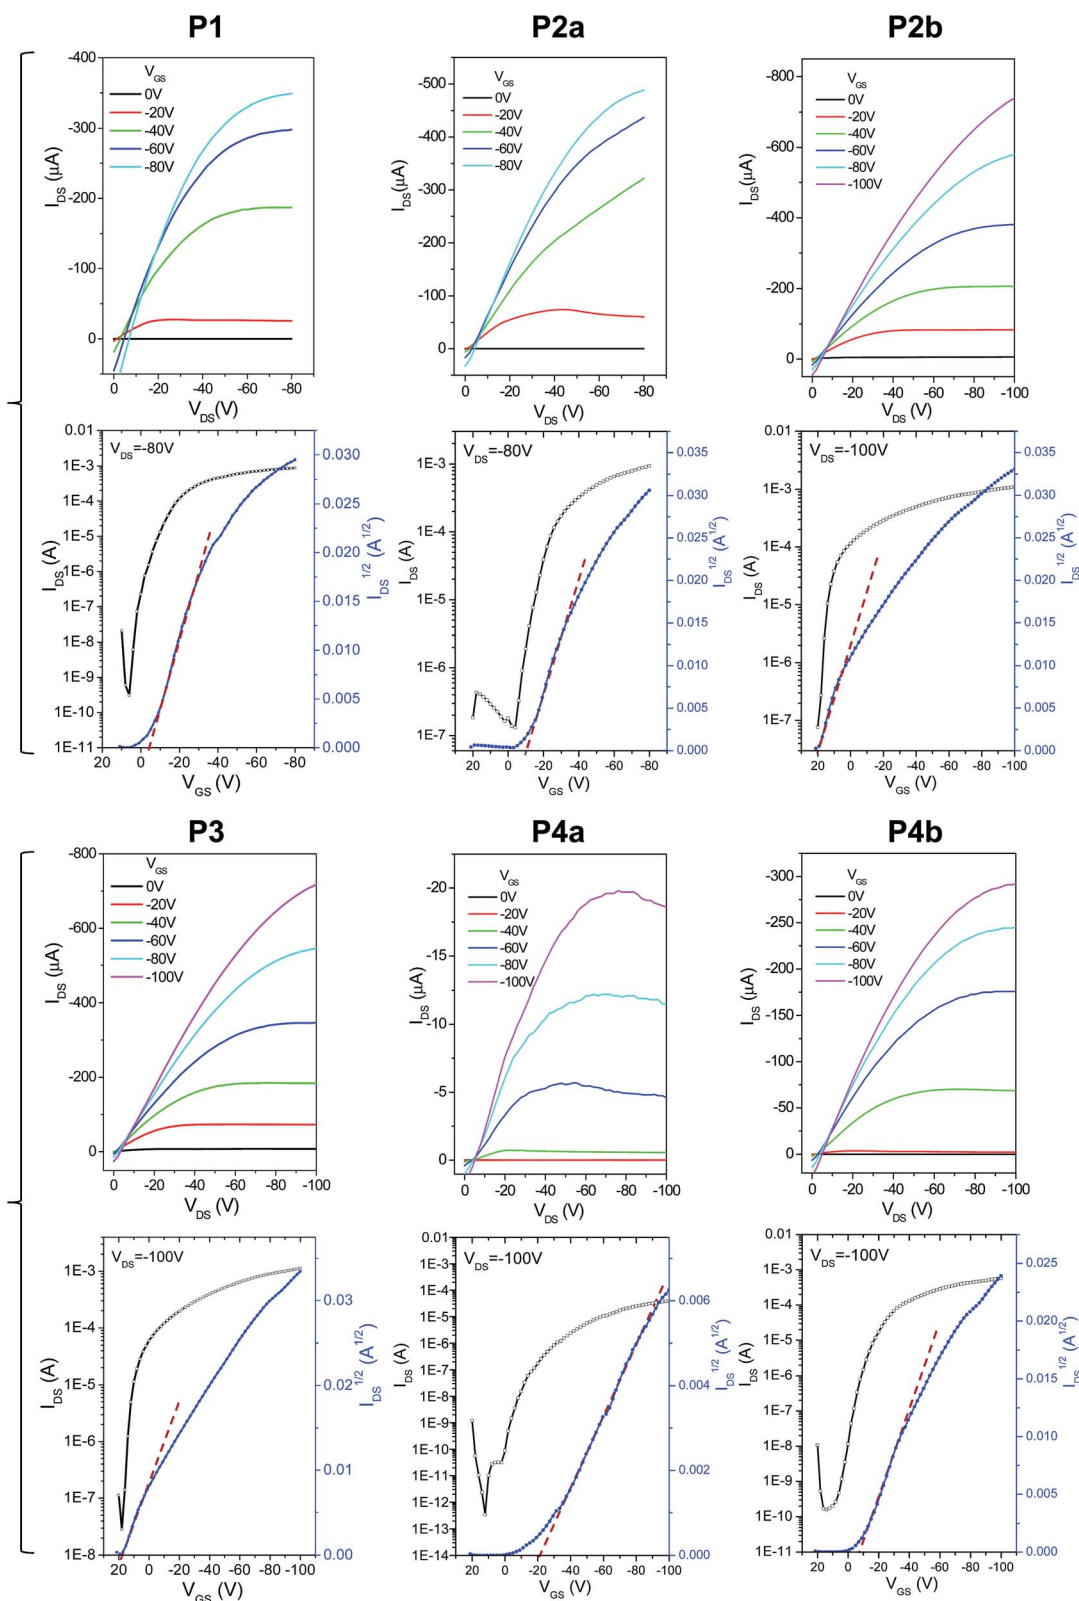 P1
P2a
P2b
-400
-300
-200
-100
0
I_DS (µA)
V_GS
0V
-20V
-40V
-60V
-80V
0
-20
-40
-60
-80
V_DS(V)
-500
-400
-300
-200
-100
0
I_DS(µA)
V_GS
0V
-20V
-40V
-60V
-80V
0
-20
-40
-60
-80
V_DS (V)
-800
-600
-400
-200
0
I_DS(µA)
V_GS
0V
-20V
-40V
-60V
-80V
-100V
0
-20
-40
-60
-80
-100
V_DS (V)
V_DS=-80V
0.01
1E-3
1E-4
1E-5
1E-6
1E-7
1E-8
1E-9
1E-10
1E-11
I_DS (A)
0.030
0.025
0.020
0.015
0.010
0.005
0.000
I_DS^1/2 (A^1/2)
20
0
-20
-40
-60
-80
V_GS (V)
V_DS=-80V
1E-3
1E-4
1E-5
1E-6
1E-7
I_DS (A)
0.035
0.030
0.025
0.020
0.015
0.010
0.005
0.000
I_DS^1/2 (A^1/2)
20
0
-20
-40
-60
-80
V_GS (V)
V_DS=-100V
0.01
1E-3
1E-4
1E-5
1E-6
1E-7
I_DS (A)
0.035
0.030
0.025
0.020
0.015
0.010
0.005
0.000
I_DS^1/2 (A^1/2)
20
0
-20
-40
-60
-80
-100
V_GS (V)
P3
P4a
P4b
-800
-600
-400
-200
0
I_DS (µA)
V_GS
0V
-20V
-40V
-60V
-80V
-100V
0
-20
-40
-60
-80
-100
V_DS (V)
-20
-15
-10
-5
0
I_DS (µA)
V_GS
0V
-20V
-40V
-60V
-80V
-100V
0
-20
-40
-60
-80
-100
V_DS (V)
-300
-250
-200
-150
-100
-50
0
I_DS (µA)
V_GS
0V
-20V
-40V
-60V
-80V
-100V
0
-20
-40
-60
-80
-100
V_DS (V)
V_DS=-100V
1E-3
1E-4
1E-5
1E-6
1E-7
1E-8
I_DS (A)
0.03
0.02
0.01
0.00
I_DS^1/2 (A^1/2)
20
0
-20
-40
-60
-80
-100
V_GS (V)
V_DS=-100V
0.01
1E-3
1E-4
1E-5
1E-6
1E-7
1E-8
1E-9
1E-10
1E-11
1E-12
1E-13
1E-14
I_DS (A)
0.006
0.004
0.002
0.000
I_DS^1/2 (A^1/2)
20
0
-20
-40
-60
-80
-100
V_GS (V)
V_DS=-100V
0.01
1E-3
1E-4
1E-5
1E-6
1E-7
1E-8
1E-9
1E-10
1E-11
I_DS (A)
0.025
0.020
0.015
0.010
0.005
0.000
I_DS^1/2 (A^1/2)
20
0
-20
-40
-60
-80
-100
V_GS (V)